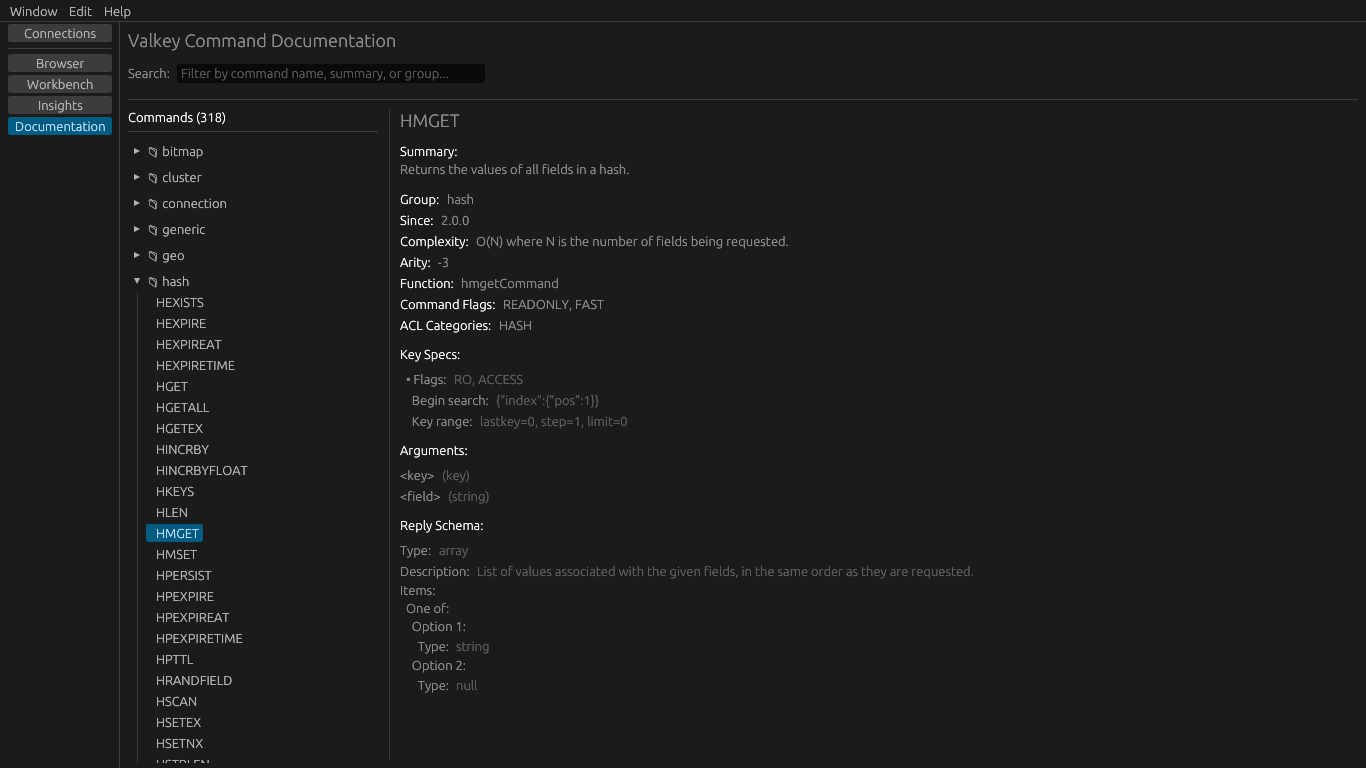 Window Edit Help
Connections
Browser
Workbench
Insights
Documentation
Valkey Command Documentation
Search: Filter by command name, summary, or group...
Commands (318)
bitmap
cluster
connection
generic
geo
hash
HEXISTS
HEXPIRE
HEXPIREAT
HEXPIRETIME
HGET
HGETALL
HGETEX
HINCRBY
HINCRBYFLOAT
HKEYS
HLEN
HMGET
HMSET
HPERSIST
HPEXPIRE
HPEXPIREAT
HPEXPIRETIME
HPTTL
HRANDFIELD
HSCAN
HSETEX
HSETNX
HSTRLEN
HMGET
Summary:
Returns the values of all fields in a hash.
Group: hash
Since: 2.0.0
Complexity: O(N) where N is the number of fields being requested.
Arity: -3
Function: hmgetCommand
Command Flags: READONLY, FAST
ACL Categories: HASH
Key Specs:
• Flags: RO, ACCESS
Begin search: {"index":{"pos":1}}
Key range: lastkey=0, step=1, limit=0
Arguments:
<key> (key)
<field> (string)
Reply Schema:
Type: array
Description: List of values associated with the given fields, in the same order as they are requested.
Items:
One of:
Option 1:
Type: string
Option 2:
Type: null